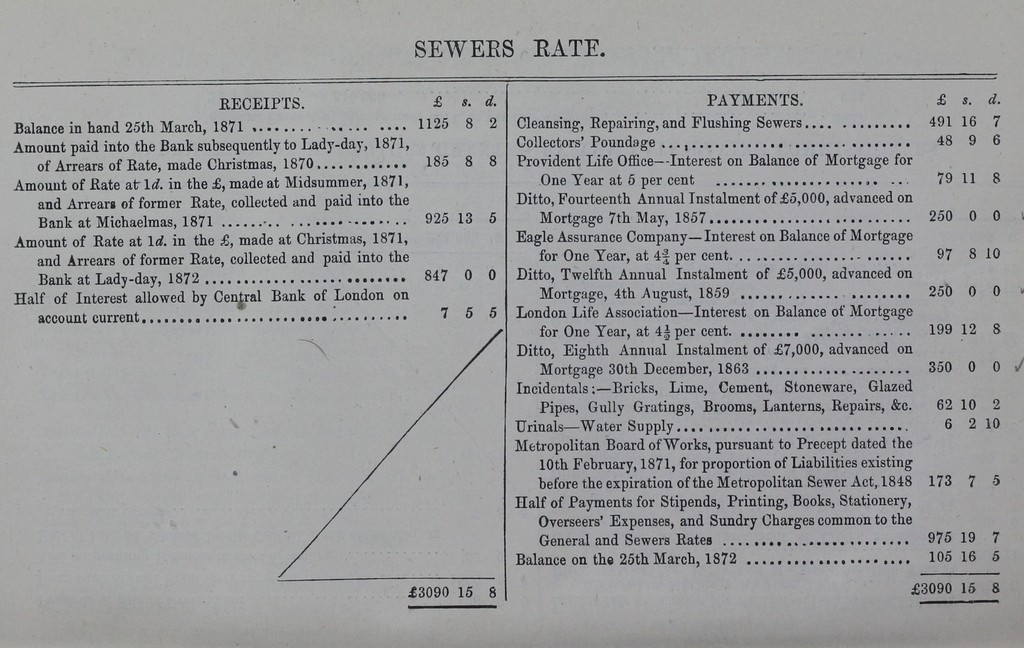 SEWERS RATE.
RECEIPTS. £ s. d.
Balance in hand 25th March, 1871 .................. 1125 8 2
Amount paid into the Bank subsequently to Lady-day, 1871,
of Arrears of Rate, made Christmas, 1870............ 185 8 8
Amount of Rate at 1d. in the £, made at Midsummer, 1871,
and Arrears of former Rate, collected and paid into the
Bank at Michaelmas, 1871 .................. 925 13 5
Amount of Rate at 1d. in the £, made at Christmas, 1871,
and Arrears of former Rate, collected and paid into the
Bank at Lady-day, 1872 ........................ 847 0 0
Half of Interest allowed by Central Bank of London on
account current.............................. 7 5 5
£3090 15 8
PAYMENTS. £ s. d.
Cleansing, Repairing, and Flushing Sewers.............. 491 16 7
Collectors' Poundage .............................. 48 9 6
Provident Life Office—Interest on Balance of Mortgage for
One Year at 5 per cent ...................... 79 11 8
Ditto, Fourteenth Annual Instalment of £5,000, advanced on
Mortgage 7th May, 1857........................ 250 0 0
Eagle Assurance Company—Interest on Balance of Mortgage
for One Year, at 4¾ per cent..................... 97 8 10
Ditto, Twelfth Annual Instalment of £5,000, advanced on
Mortgage, 4th August, 1859 .................... 250 0 0
London Life Association—Interest on Balance of Mortgage
for One Year, at 4½ per cent..................... 199 12 8
Ditto, Eighth Annual Instalment of £7,000, advanced on
Mortgage 30th December, 1863 .................. 350 0 0
Incidentals:—Bricks, Lime, Cement, Stoneware, Glazed
Pipes, Gully Gratings, Brooms, Lanterns, Repairs, &c. 62 10 2
Urinals—Water Supply............................ 6 2 10
Metropolitan Board of Works, pursuant to Precept dated the
10th February, 1871, for proportion of Liabilities existing
before the expiration of the Metropolitan Sewer Act, 1848 173 7 5
Half of Payments for Stipends, Printing, Books, Stationery,
Overseers' Expenses, and Sundry Charges common to the
General and Sewers Rates ...................... 975 19 7
Balance on the 25th March, 1872 .................... 105 16 5
£3090 15 8